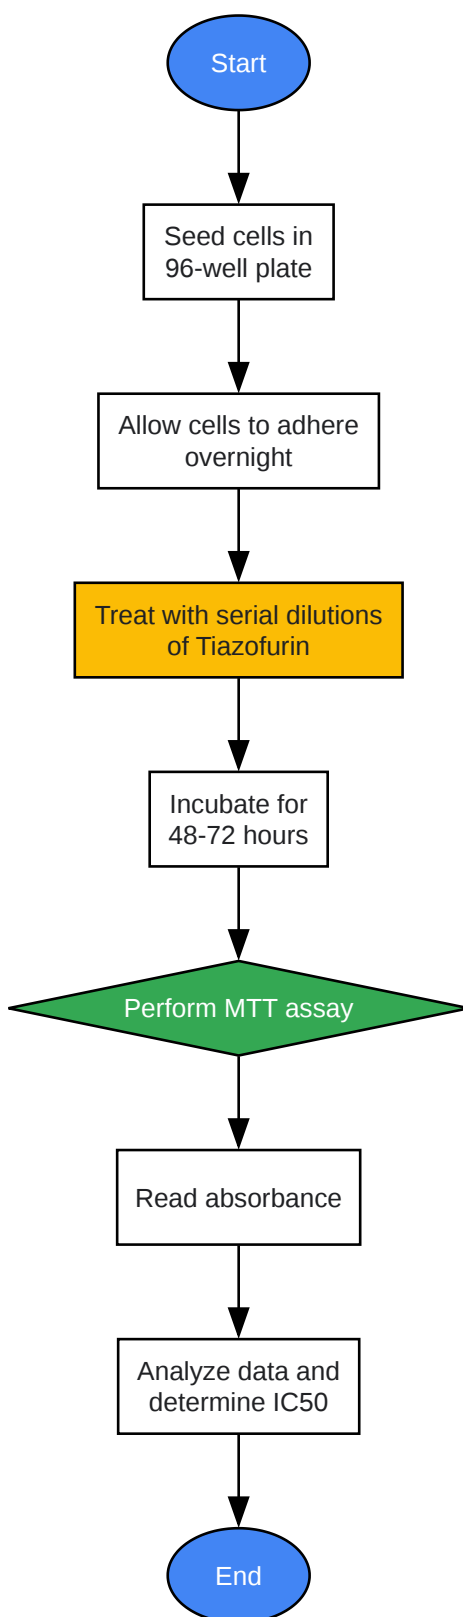 Start
Seed cells in
96-well plate
Allow cells to adhere
overnight
Treat with serial dilutions
of Tiazofurin
Incubate for
48-72 hours
Perform MTT assay
Read absorbance
Analyze data and
determine IC50
End